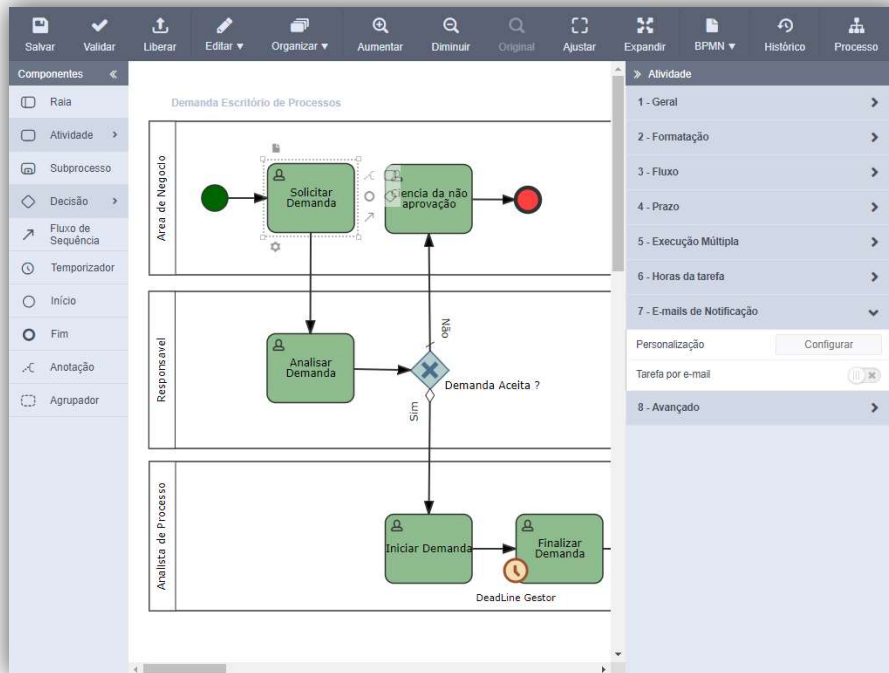 Salvar Validar Liberar Editar ▼ Organizar ▼ Aumentar Diminuir Original Ajustar Expandir BPMN ▼ Histórico Processo
Componentes «
Raia
Atividade >
Subprocesso
Decisão >
Fluxo de
Sequência
Temporizador
Início
Fim
Anotação
Agrupador
Demanda Escritório de Processos
Area de Negocio
Solicitar
Demanda
Ciencia da não
aprovação
Responsavel
Analisar
Demanda
Não
Demanda Aceita ?
Sim
Analista de Processo
Iniciar Demanda
Finalizar
Demanda
DeadLine Gestor
» Atividade
1 - Geral
2 - Formatação
3 - Fluxo
4 - Prazo
5 - Execução Múltipla
6 - Horas da tarefa
7 - E-mails de Notificação
Personalização Configurar
Tarefa por e-mail
8 - Avançado